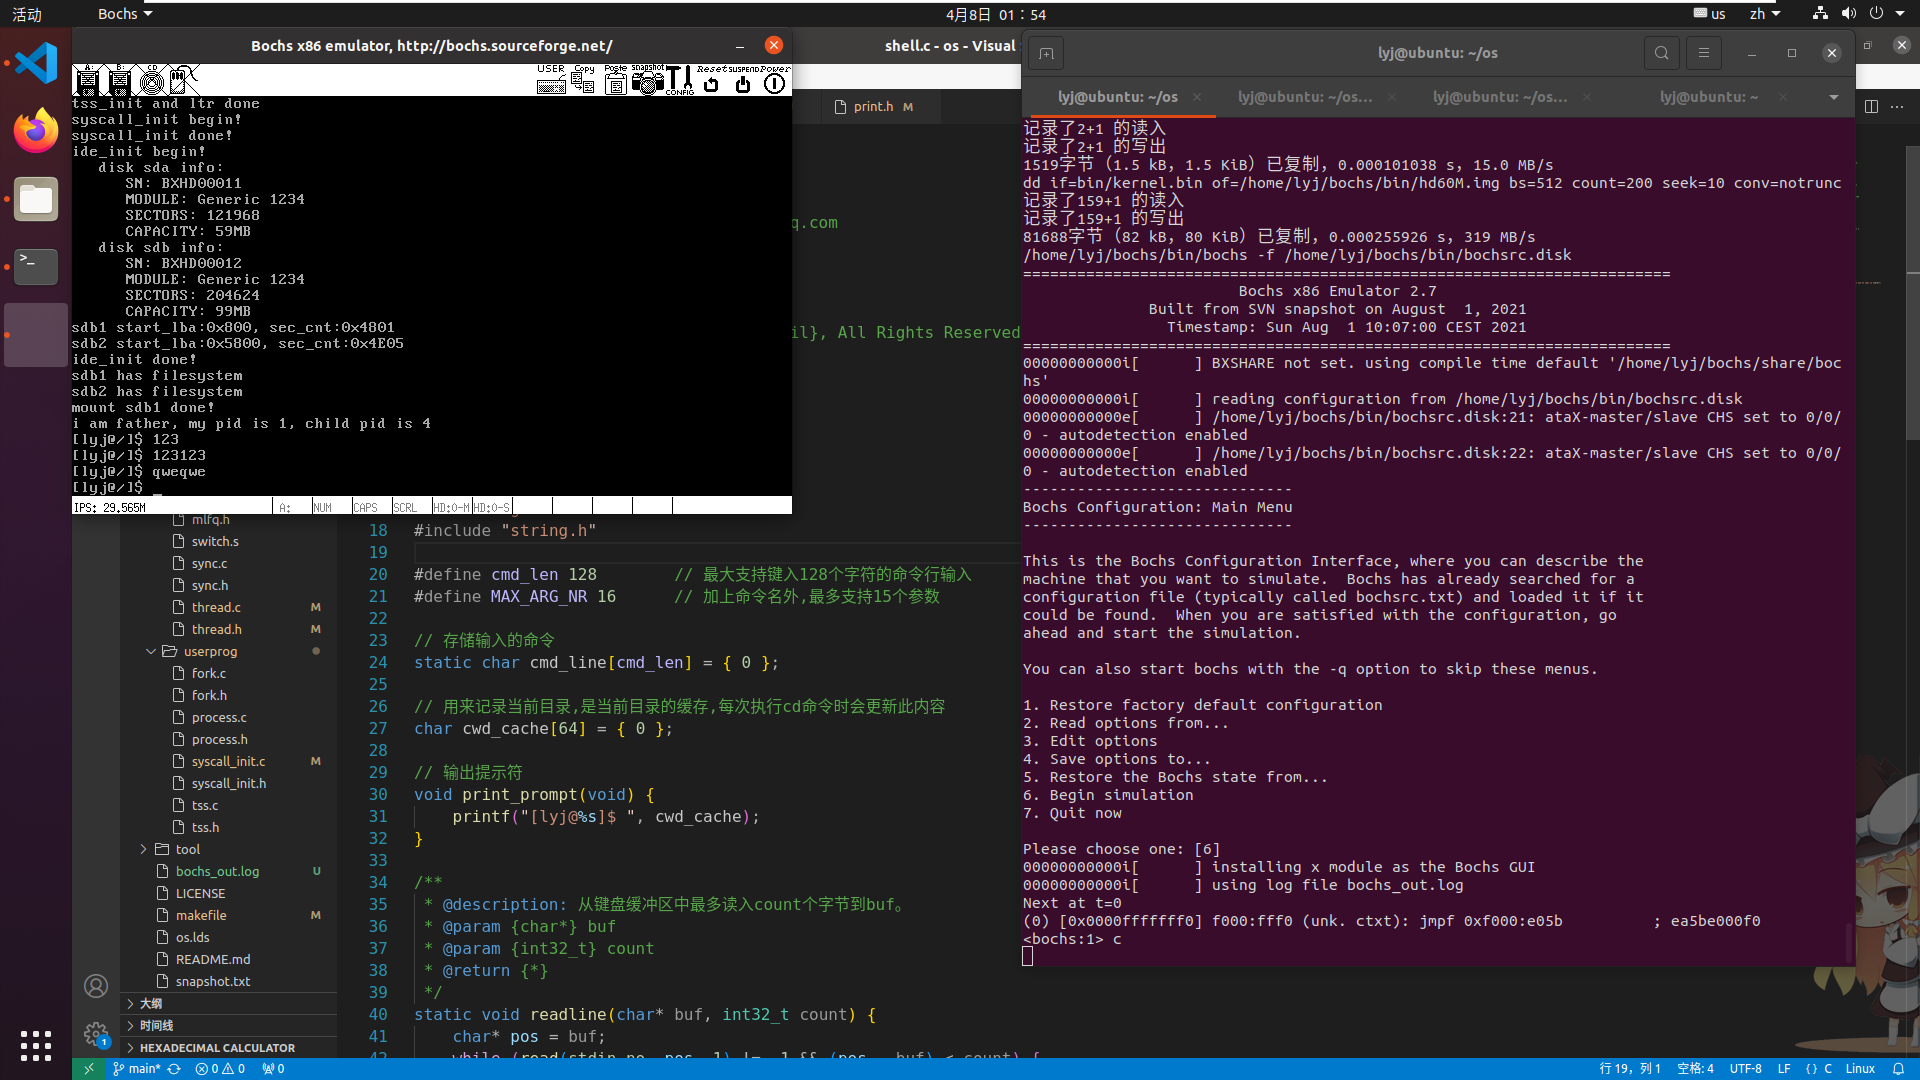 活动
Bochs
4月8日 01：54
us
zh
Bochs x86 emulator, http://bochs.sourceforge.net/
A:
B:
CD
USER
Copy
Paste
snapshot
CONFIG
Reset
SUSPEND
Power
tss_init and ltr done
syscall_init begin!
syscall_init done!
ide_init begin!
disk sda info:
SN: BXHD00011
MODULE: Generic 1234
SECTORS: 121968
CAPACITY: 59MB
disk sdb info:
SN: BXHD00012
MODULE: Generic 1234
SECTORS: 204624
CAPACITY: 99MB
sdb1 start_lba:0x800, sec_cnt:0x4801
sdb2 start_lba:0x5800, sec_cnt:0x4E05
ide_init done!
sdb1 has filesystem
sdb2 has filesystem
mount sdb1 done!
i am father, my pid is 1, child pid is 4
[lyj@/]$ 123
[lyj@/]$ 123123
[lyj@/]$ qweqwe
[lyj@/]$ _
IPS: 29.565M
A:
NUM
CAPS
SCRL
HD:0-M
HD:0-S
shell.c - os - Visual
print.h M
q.com
il}, All Rights Reserved
mlfq.h
switch.s
sync.c
sync.h
thread.c M
thread.h M
userprog
fork.c
fork.h
process.c
process.h
syscall_init.c M
syscall_init.h
tss.c
tss.h
tool
bochs_out.log U
LICENSE
makefile M
os.lds
README.md
snapshot.txt
大纲
时间线
HEXADECIMAL CALCULATOR
1
18 #include "string.h"
19
20 #define cmd_len 128 // 最大支持键入128个字符的命令行输入
21 #define MAX_ARG_NR 16 // 加上命令名外,最多支持15个参数
22
23 // 存储输入的命令
24 static char cmd_line[cmd_len] = { 0 };
25
26 // 用来记录当前目录,是当前目录的缓存,每次执行cd命令时会更新此内容
27 char cwd_cache[64] = { 0 };
28
29 // 输出提示符
30 void print_prompt(void) {
31 printf("[lyj@%s]$ ", cwd_cache);
32 }
33
34 /**
35 * @description: 从键盘缓冲区中最多读入count个字节到buf。
36 * @param {char*} buf
37 * @param {int32_t} count
38 * @return {*}
39 */
40 static void readline(char* buf, int32_t count) {
41 char* pos = buf;
42 while (read(stdin_no, pos, 1) != -1 && (pos - buf) < count) {
lyj@ubuntu: ~/os
lyj@ubuntu: ~/os
lyj@ubuntu: ~/os...
lyj@ubuntu: ~/os...
lyj@ubuntu: ~
记录了2+1 的读入
记录了2+1 的写出
1519字节（1.5 kB，1.5 KiB）已复制，0.000101038 s，15.0 MB/s
dd if=bin/kernel.bin of=/home/lyj/bochs/bin/hd60M.img bs=512 count=200 seek=10 conv=notrunc
记录了159+1 的读入
记录了159+1 的写出
81688字节（82 kB，80 KiB）已复制，0.000255926 s，319 MB/s
/home/lyj/bochs/bin/bochs -f /home/lyj/bochs/bin/bochsrc.disk
========================================================================
Bochs x86 Emulator 2.7
Built from SVN snapshot on August  1, 2021
Timestamp: Sun Aug  1 10:07:00 CEST 2021
========================================================================
00000000000i[      ] BXSHARE not set. using compile time default '/home/lyj/bochs/share/boc
hs'
00000000000i[      ] reading configuration from /home/lyj/bochs/bin/bochsrc.disk
00000000000e[      ] /home/lyj/bochs/bin/bochsrc.disk:21: ataX-master/slave CHS set to 0/0/
0 - autodetection enabled
00000000000e[      ] /home/lyj/bochs/bin/bochsrc.disk:22: ataX-master/slave CHS set to 0/0/
0 - autodetection enabled
------------------------------
Bochs Configuration: Main Menu
------------------------------
This is the Bochs Configuration Interface, where you can describe the
machine that you want to simulate.  Bochs has already searched for a
configuration file (typically called bochsrc.txt) and loaded it if it
could be found.  When you are satisfied with the configuration, go
ahead and start the simulation.
You can also start bochs with the -q option to skip these menus.
1. Restore factory default configuration
2. Read options from...
3. Edit options
4. Save options to...
5. Restore the Bochs state from...
6. Begin simulation
7. Quit now
Please choose one: [6]
00000000000i[      ] installing x module as the Bochs GUI
00000000000i[      ] using log file bochs_out.log
Next at t=0
(0) [0x0000fffffff0] f000:fff0 (unk. ctxt): jmpf 0xf000:e05b          ; ea5be000f0
<bochs:1> c
main*
0
0
0
行 19，列 1
空格: 4
UTF-8
LF
{ } C
Linux